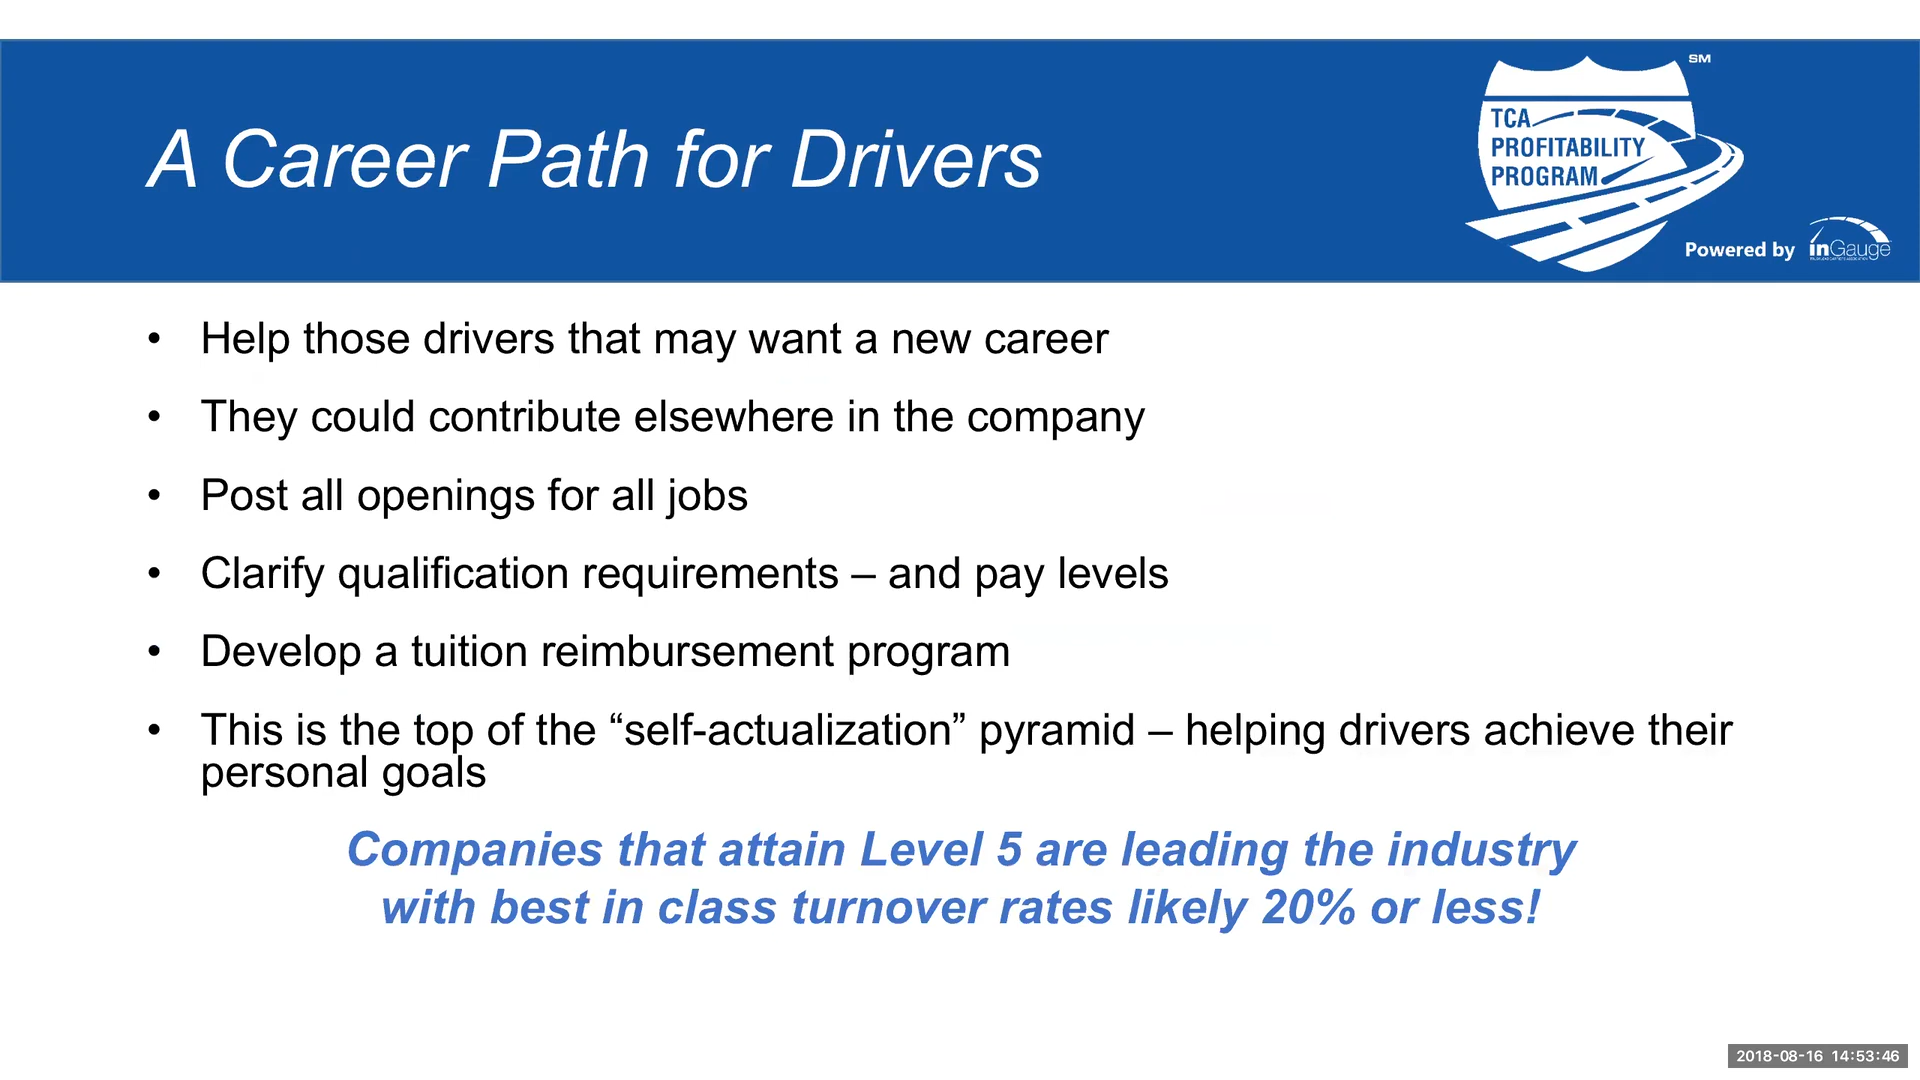 SM
TCA
PROFITABILITY
PROGRAM
A Career Path for Drivers
Powered by inGauge
• Help those drivers that may want a new career
• They could contribute elsewhere in the company
• Post all openings for all jobs
• Clarify qualification requirements – and pay levels
• Develop a tuition reimbursement program
• This is the top of the “self-actualization” pyramid – helping drivers achieve their
personal goals
Companies that attain Level 5 are leading the industry
with best in class turnover rates likely 20% or less!
2018-08-16 14:53:46